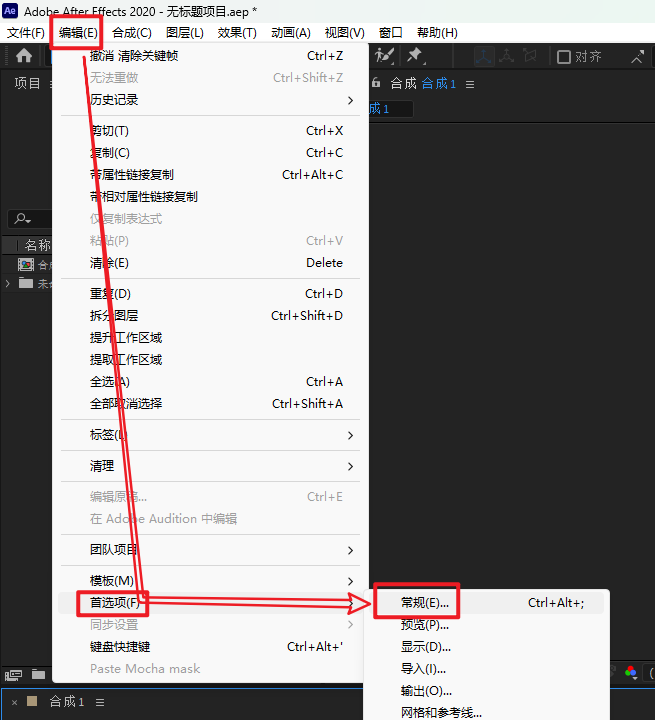 Ae Adobe After Effects 2020 - 无标题项目.aep *
文件(F) 编辑(E) 合成(C) 图层(L) 效果(T) 动画(A) 视图(V) 窗口 帮助(H)
撤消 清除关键帧 Ctrl+Z
无法重做 Ctrl+Shift+Z
历史记录
剪切(T) Ctrl+X
复制(C) Ctrl+C
带属性链接复制 Ctrl+Alt+C
带相对属性链接复制
仅复制表达式
粘贴(P) Ctrl+V
清除(E) Delete
重复(D) Ctrl+D
拆分图层 Ctrl+Shift+D
提升工作区域
提取工作区域
全选(A) Ctrl+A
全部取消选择 Ctrl+Shift+A
标签(L)
清理
编辑原稿... Ctrl+E
在 Adobe Audition 中编辑
团队项目
模板(M)
首选项(F)
同步设置
键盘快捷键 Ctrl+Alt+'
Paste Mocha mask
常规(E)... Ctrl+Alt+;
预览(P)...
显示(D)...
导入(I)...
输出(O)...
网格和参考线...
对齐
项目
合成 合成 1
成 1
名称
合成 1